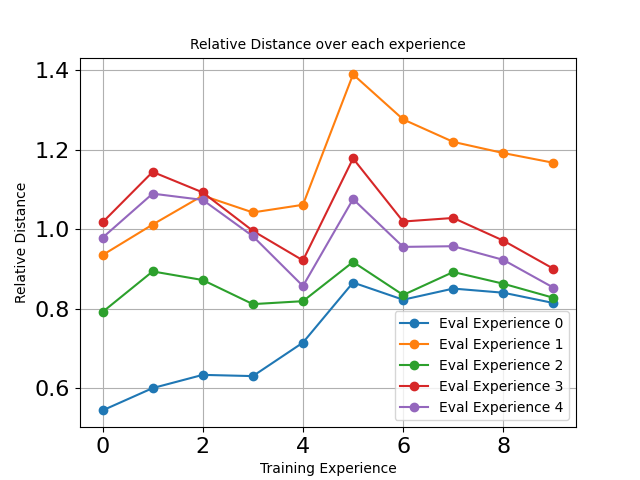 Relative Distance over each experience
Relative Distance
1.4
1.2
1.0
0.8
0.6
0
2
4
6
8
Training Experience
Eval Experience 0
Eval Experience 1
Eval Experience 2
Eval Experience 3
Eval Experience 4